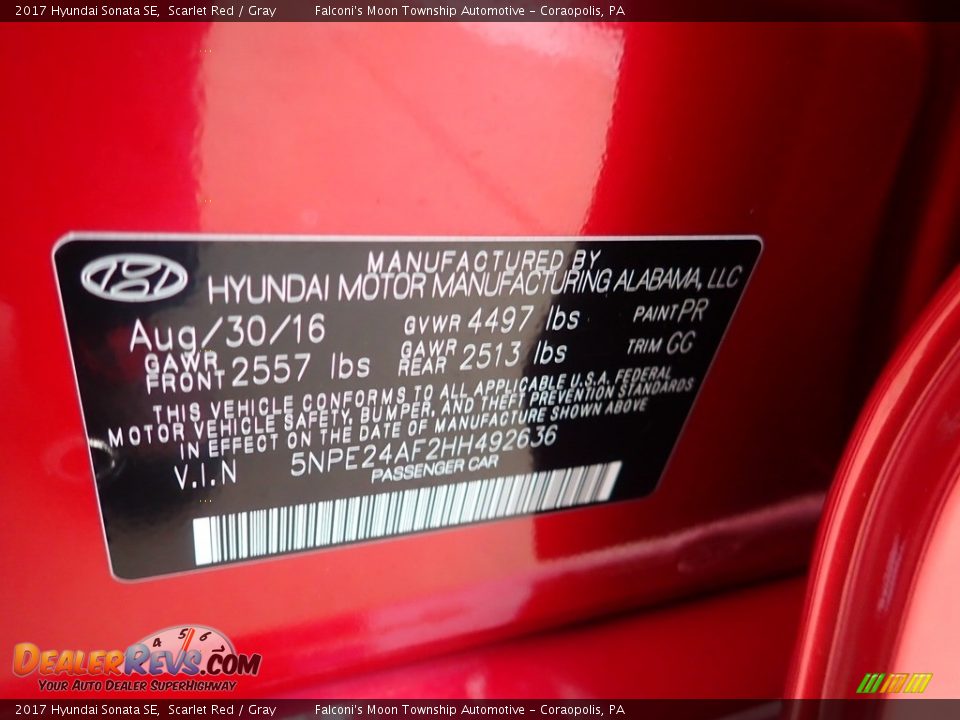 2017 Hyundai Sonata SE, Scarlet Red / Gray Falconi's Moon Township Automotive - Coraopolis, PA
MANUFACTURED BY
HYUNDAI MOTOR MANUFACTURING ALABAMA, LLC
Aug/30/16 GVWR 4497 lbs PAINT PR
GAWR FRONT 2557 lbs GAWR REAR 2513 lbs TRIM GG
THIS VEHICLE CONFORMS TO ALL APPLICABLE U.S.A. FEDERAL
MOTOR VEHICLE SAFETY, BUMPER, AND THEFT PREVENTION STANDARDS
IN EFFECT ON THE DATE OF MANUFACTURE SHOWN ABOVE
V.I.N 5NPE24AF2HH492636
PASSENGER CAR
4 5 6
DEALERREVS.COM
YOUR AUTO DEALER SUPERHIGHWAY
2017 Hyundai Sonata SE, Scarlet Red / Gray Falconi's Moon Township Automotive - Coraopolis, PA